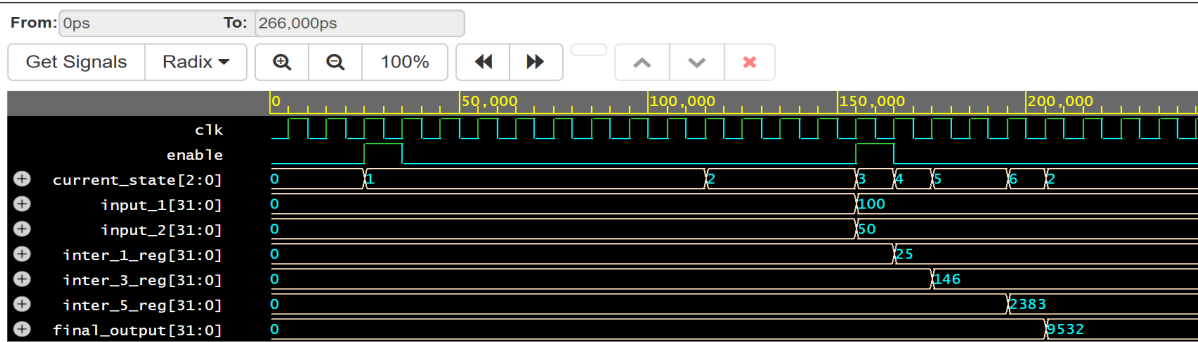 From: 0ps To: 266,000ps
Get Signals Radix 100%
0 50,000 100,000 150,000 200,000
clk
enable
current_state[2:0] 0 1 2 3 4 5 6 2
input_1[31:0] 0 100
input_2[31:0] 0 50
inter_1_reg[31:0] 0 25
inter_3_reg[31:0] 0 146
inter_5_reg[31:0] 0 2383
final_output[31:0] 0 9532